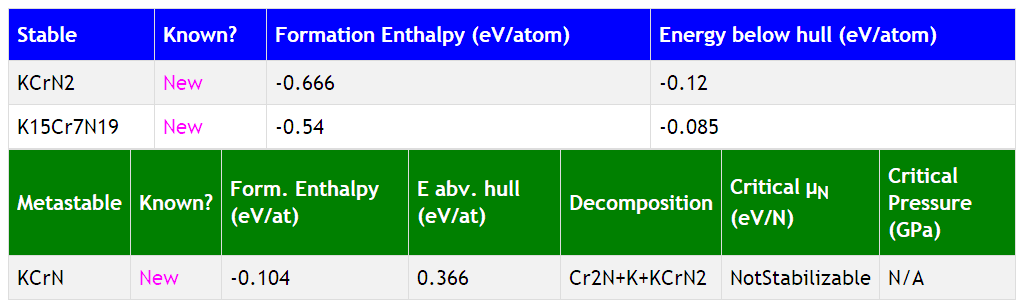 Stable Known? Formation Enthalpy (eV/atom) Energy below hull (eV/atom)
KCrN2 New -0.666 -0.12
K15Cr7N19 New -0.54 -0.085
Metastable Known? Form. Enthalpy (eV/at) E abv. hull (eV/at) Decomposition Critical μN (eV/N) Critical Pressure (GPa)
KCrN New -0.104 0.366 Cr2N+K+KCrN2 NotStabilizable N/A